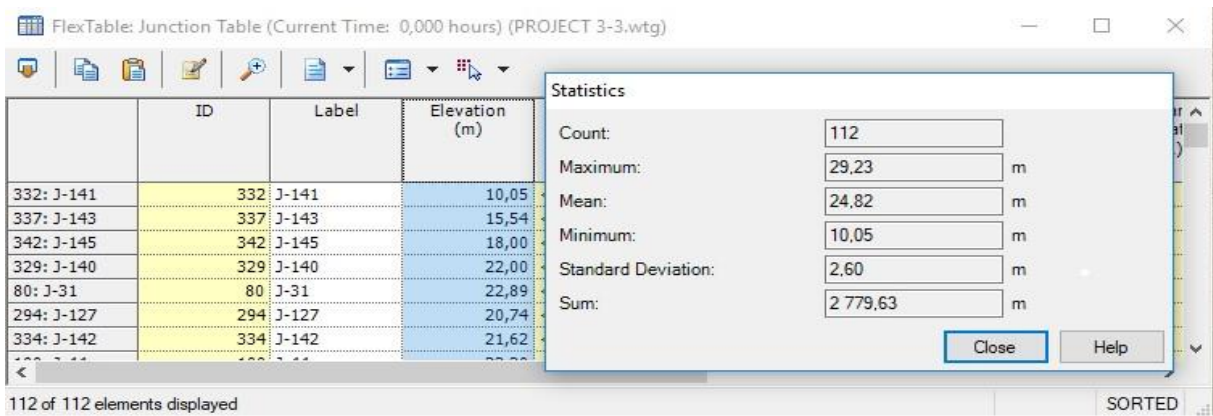 FlexTable: Junction Table (Current Time: 0,000 hours) (PROJECT 3-3.wtg)
Statistics
ID Label Elevation
(m)
Count: 112
Maximum: 29,23 m
Mean: 24,82 m
Minimum: 10,05 m
Standard Deviation: 2,60 m
Sum: 2 779,63 m
Close Help
332: J-141 332 J-141 10,05
337: J-143 337 J-143 15,54
342: J-145 342 J-145 18,00
329: J-140 329 J-140 22,00
80: J-31 80 J-31 22,89
294: J-127 294 J-127 20,74
334: J-142 334 J-142 21,62
112 of 112 elements displayed SORTED